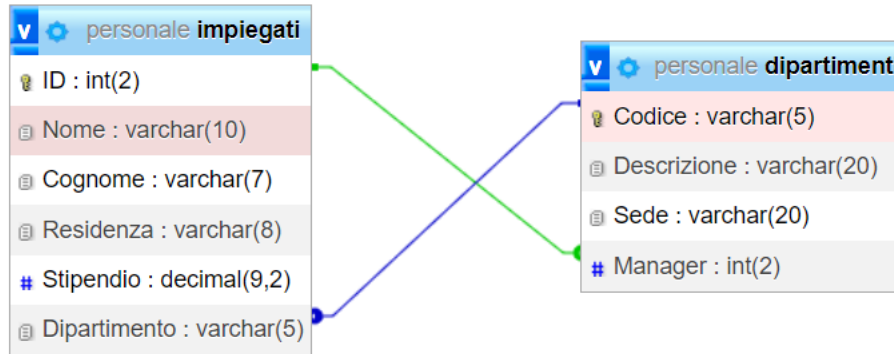 personale impiegati
ID : int(2)
Nome : varchar(10)
Cognome : varchar(7)
Residenza : varchar(8)
# Stipendio : decimal(9,2)
Dipartimento : varchar(5)
personale dipartiment
Codice : varchar(5)
Descrizione : varchar(20)
Sede : varchar(20)
# Manager : int(2)